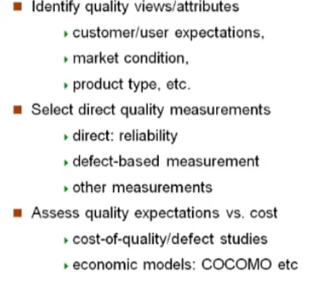 Identify quality views/attributes
customer/user expectations,
market condition,
product type, etc.
Select direct quality measurements
direct: reliability
defect-based measurement
other measurements
Assess quality expectations vs. cost
cost-of-quality/defect studies
economic models: COCOMO etc